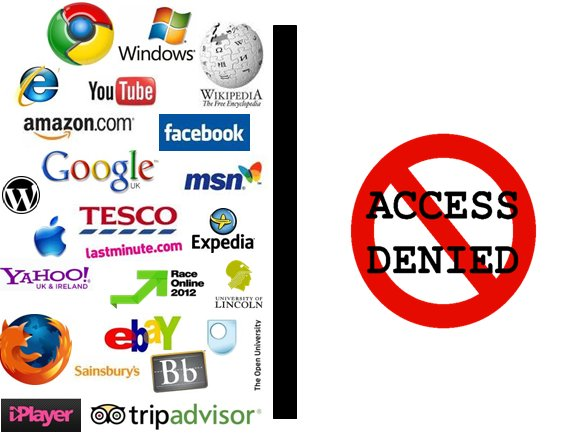 Windows®
WIKIPEDIA
The Free Encyclopedia
YouTube
amazon.com®
facebook
Google™
UK
msn
W
TESCO
Expedia®
lastminute.com
YAHOO!®
UK & IRELAND
Race
Online
2012
UNIVERSITY OF
LINCOLN
ebaY
The Open University
Sainsbury's
Bb
iPlayer
tripadvisor®
ACCESS
DENIED